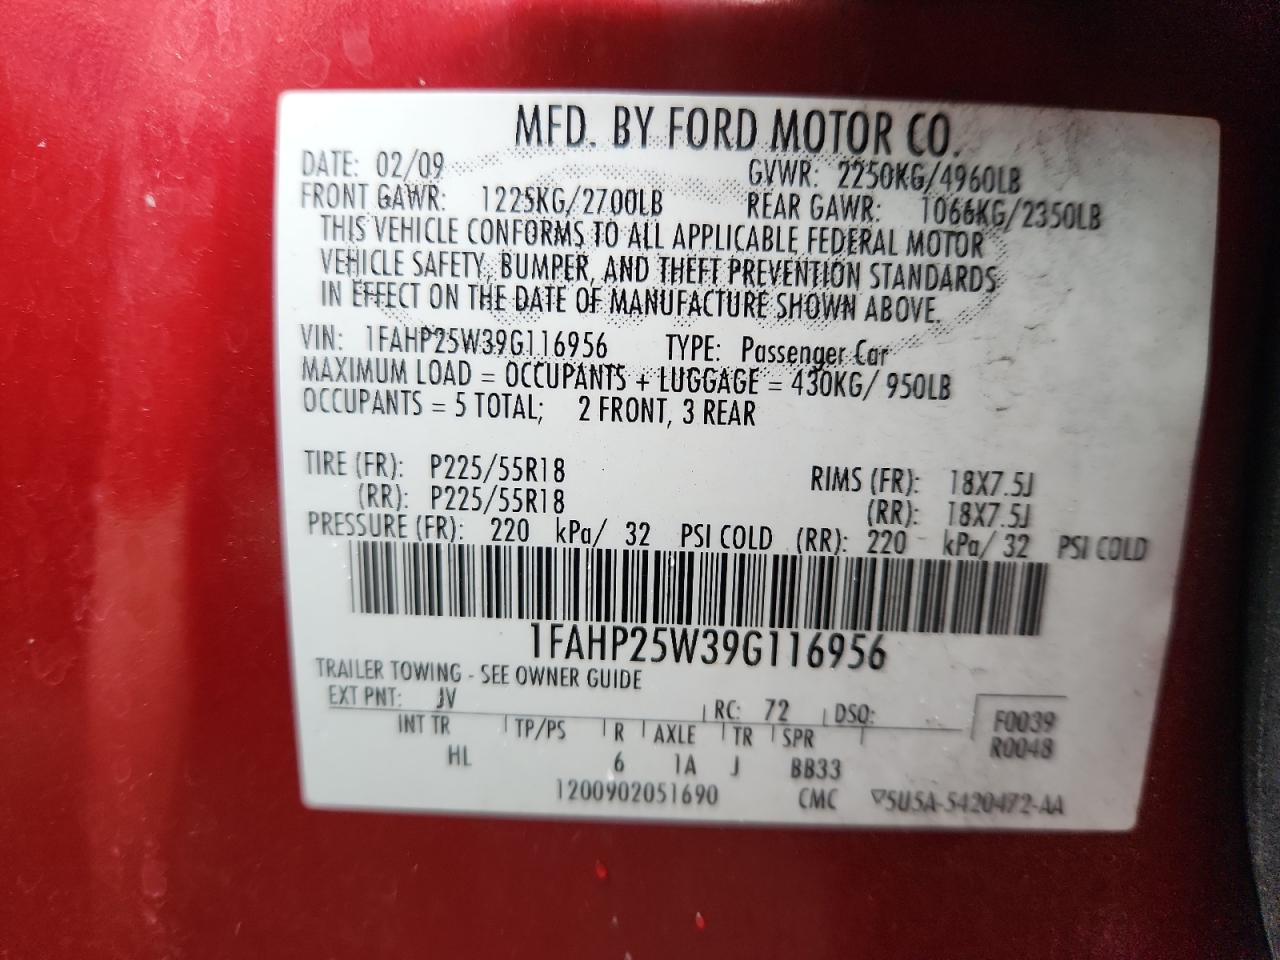 MFD. BY FORD MOTOR CO.
DATE: 02/09 GVWR: 2250KG/4960LB
FRONT GAWR: 1225KG/2700LB REAR GAWR: 1066KG/2350LB
THIS VEHICLE CONFORMS TO ALL APPLICABLE FEDERAL MOTOR
VEHICLE SAFETY, BUMPER, AND THEFT PREVENTION STANDARDS
IN EFFECT ON THE DATE OF MANUFACTURE SHOWN ABOVE.
VIN: 1FAHP25W39G116956 TYPE: Passenger Car
MAXIMUM LOAD = OCCUPANTS + LUGGAGE = 430KG/ 950LB
OCCUPANTS = 5 TOTAL; 2 FRONT, 3 REAR
TIRE (FR): P225/55R18 RIMS (FR): 18X7.5J
(RR): P225/55R18 (RR): 18X7.5J
PRESSURE (FR): 220 kPa/ 32 PSI COLD (RR): 220 kPa/ 32 PSI COLD
1FAHP25W39G116956
TRAILER TOWING - SEE OWNER GUIDE
EXT PNT: JV RC: 72 DSO: F0039
INT TR TP/PS R AXLE TR SPR R0048
HL 6 1A J BB33
1200902051690 CMC ▽5U5A-5420472-AA